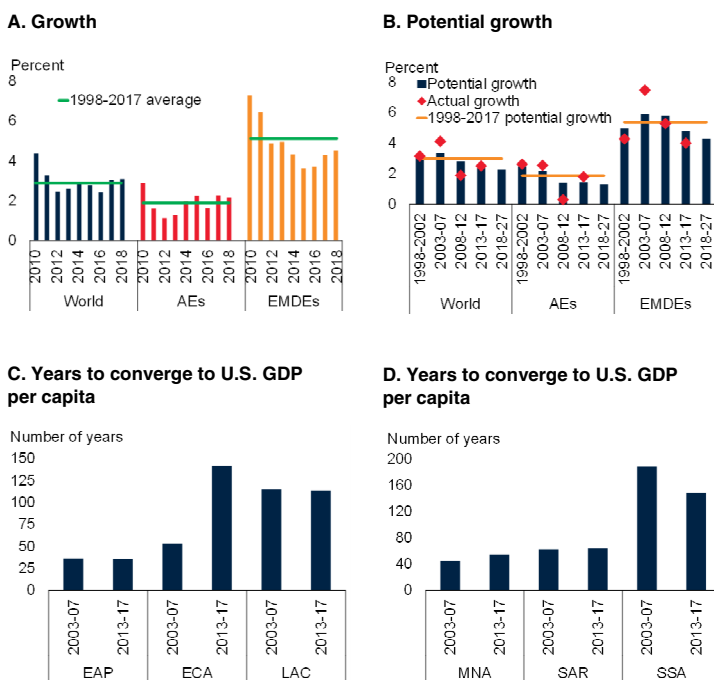 A. Growth
Percent
8
6
4
2
0
1998-2017 average
2010
2012
2014
2016
2018
2010
2012
2014
2016
2018
2010
2012
2014
2016
2018
World
AEs
EMDEs
B. Potential growth
Percent
8
6
4
2
0
Potential growth
Actual growth
1998-2017 potential growth
1998-2002
2003-07
2008-12
2013-17
2018-27
1998-2002
2003-07
2008-12
2013-17
2018-27
1998-2002
2003-07
2008-12
2013-17
2018-27
World
AEs
EMDEs
C. Years to converge to U.S. GDP
per capita
Number of years
150
125
100
75
50
25
0
2003-07
2013-17
2003-07
2013-17
2003-07
2013-17
EAP
ECA
LAC
D. Years to converge to U.S. GDP
per capita
Number of years
200
160
120
80
40
0
2003-07
2013-17
2003-07
2013-17
2003-07
2013-17
MNA
SAR
SSA